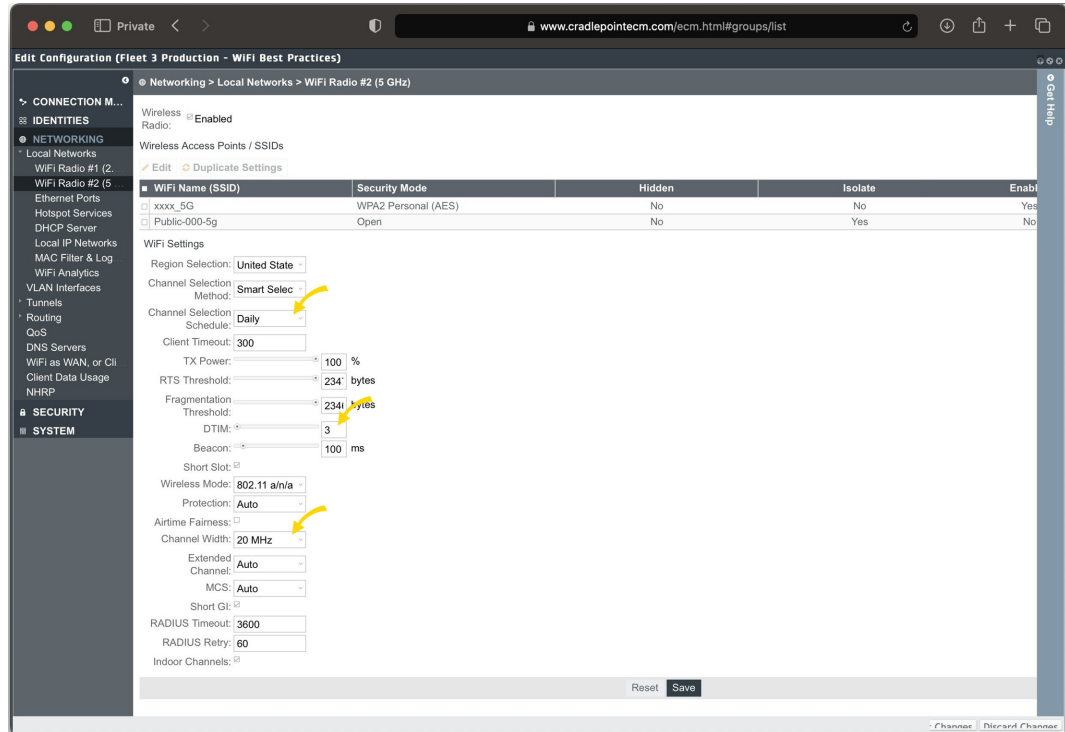 Private
www.cradlepointecm.com/ecm.html#groups/list
Edit Configuration (Fleet 3 Production - WiFi Best Practices)
Networking > Local Networks > WiFi Radio #2 (5 GHz)
Get Help
CONNECTION M...
IDENTITIES
NETWORKING
Local Networks
WiFi Radio #1 (2.
WiFi Radio #2 (5 ...
Ethernet Ports
Hotspot Services
DHCP Server
Local IP Networks
MAC Filter & Log
WiFi Analytics
VLAN Interfaces
Tunnels
Routing
QoS
DNS Servers
WiFi as WAN, or Cli
Client Data Usage
NHRP
SECURITY
SYSTEM
Wireless Radio: Enabled
Wireless Access Points / SSIDs
Edit Duplicate Settings
WiFi Name (SSID) Security Mode Hidden Isolate Enabl
xxxx_5G WPA2 Personal (AES) No No Yes
Public-000-5g Open No Yes No
WiFi Settings
Region Selection: United State
Channel Selection Method: Smart Selec
Channel Selection Schedule: Daily
Client Timeout: 300
TX Power: 100 %
RTS Threshold: 234 bytes
Fragmentation Threshold: 234 bytes
DTIM: 3
Beacon: 100 ms
Short Slot:
Wireless Mode: 802.11 a/n/a
Protection: Auto
Airtime Fairness:
Channel Width: 20 MHz
Extended Channel: Auto
MCS: Auto
Short GI:
RADIUS Timeout: 3600
RADIUS Retry: 60
Indoor Channels:
Reset Save
Changes Discard Changes